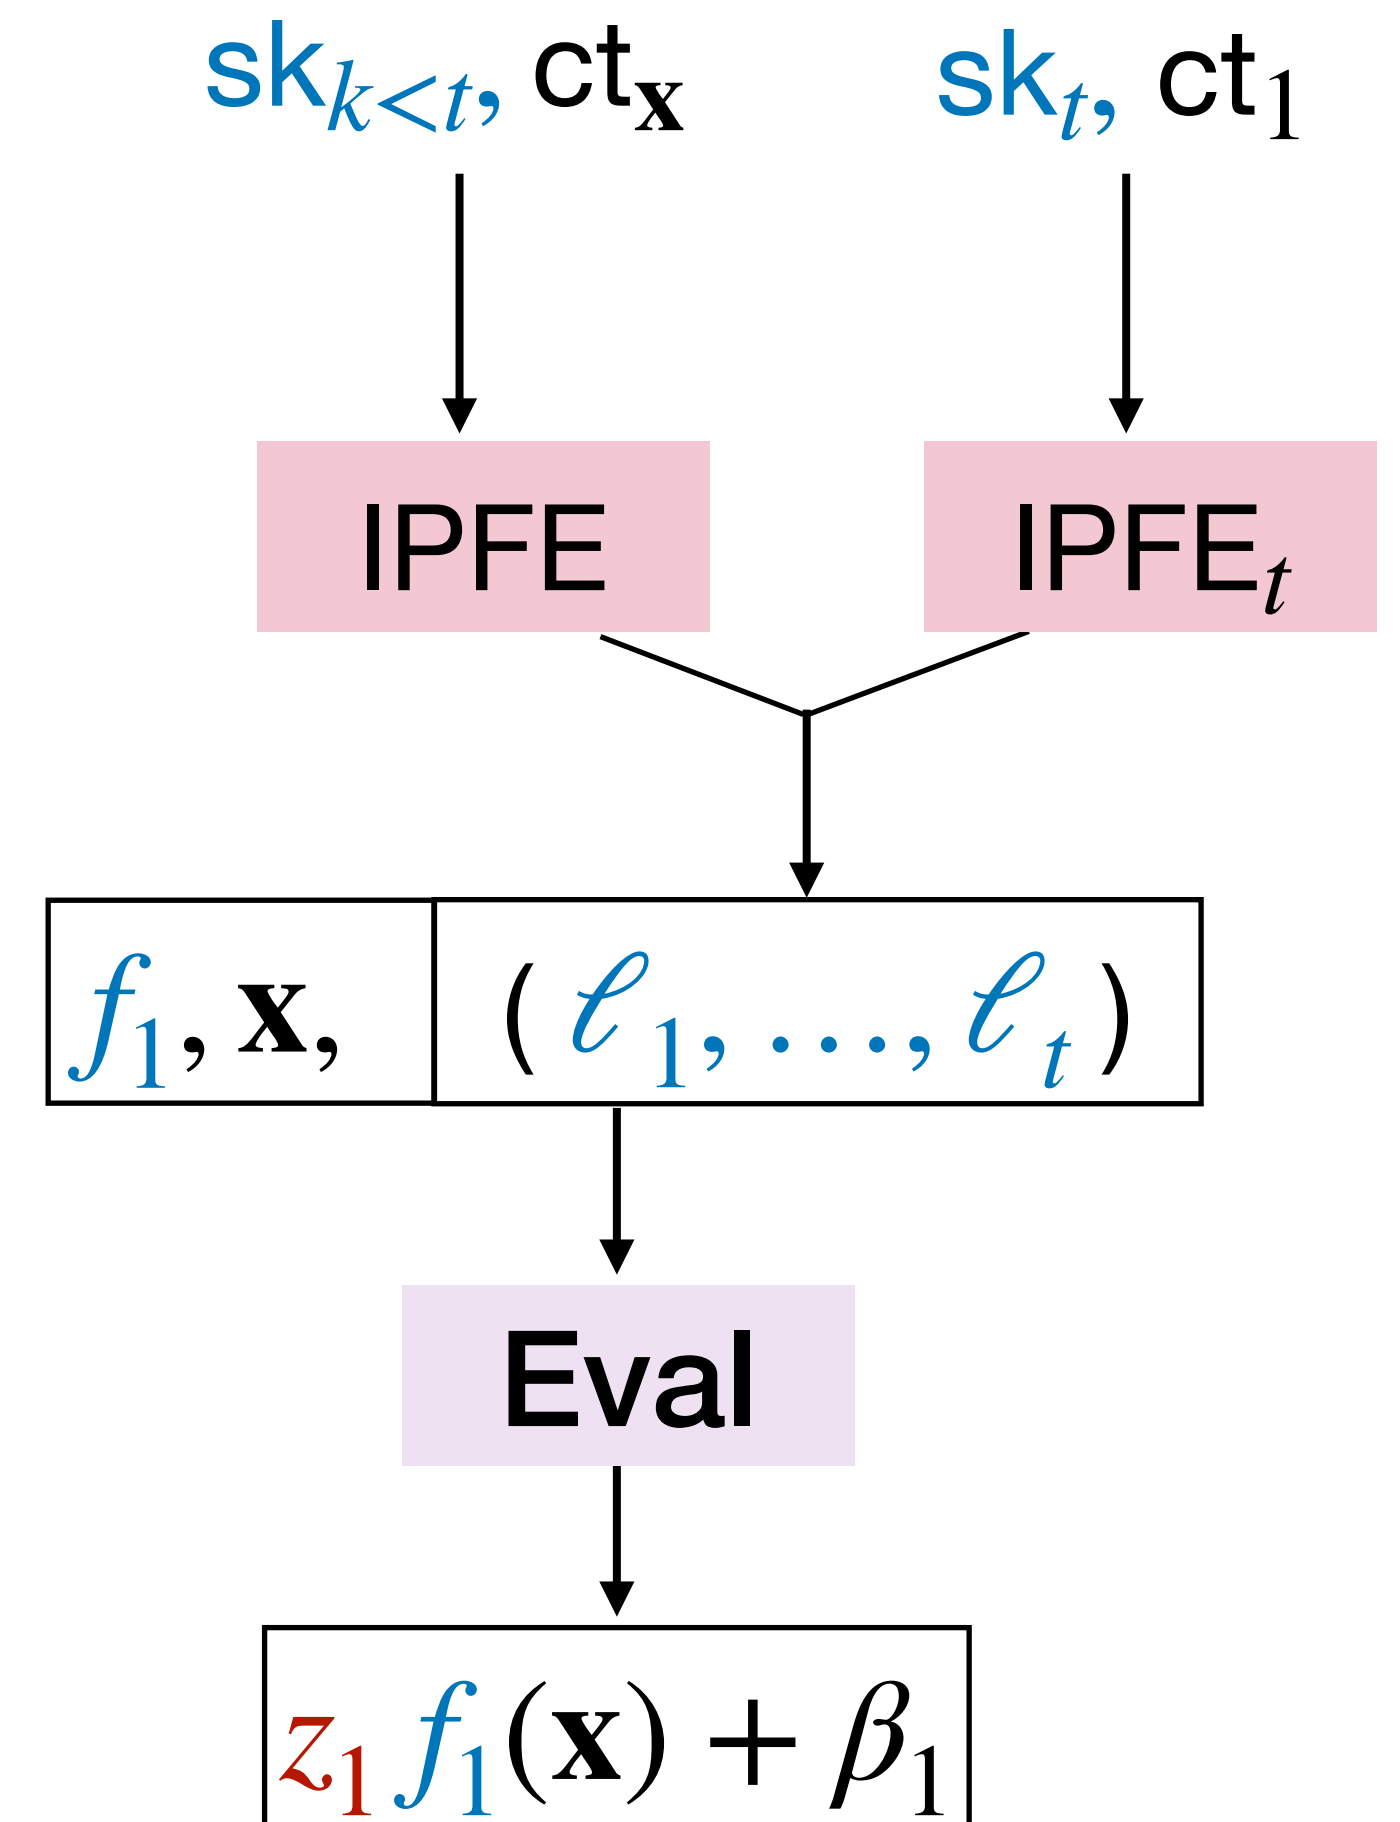 sk_{k<t}, ct_𝐱 sk_t, ct_1
IPFE IPFE_t
f_1, 𝐱, (ℓ_1, ..., ℓ_t)
Eval
z_1 f_1(𝐱) + β_1